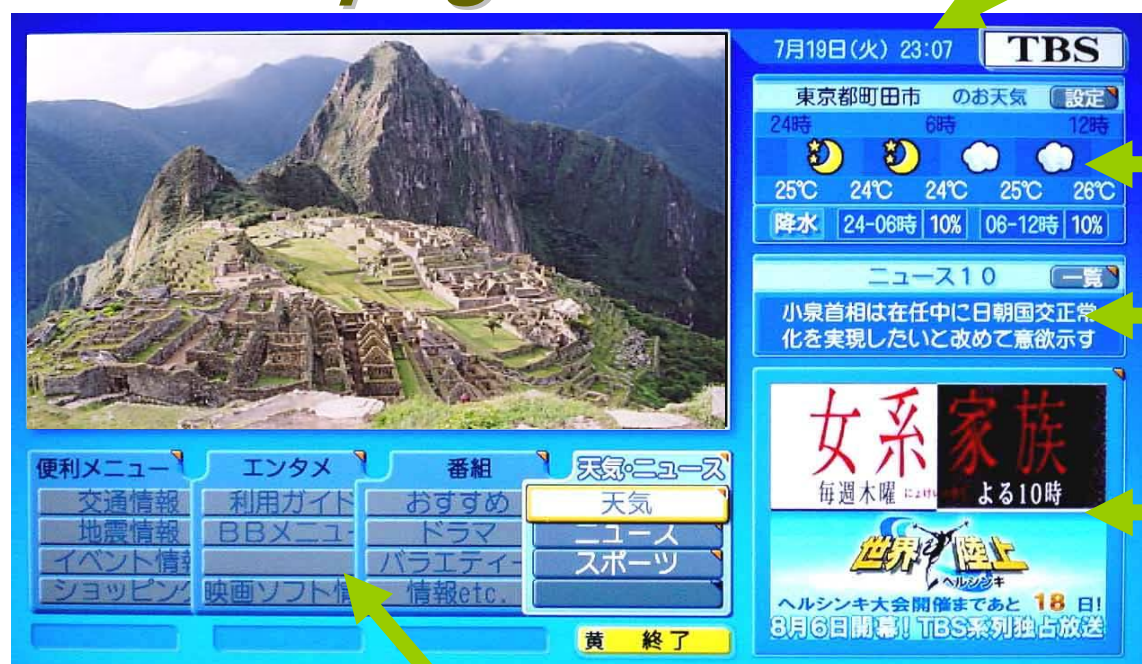 7月19日(火) 23:07
TBS
東京都町田市 のお天気 設定
24時 6時 12時
25℃ 24℃ 24℃ 25℃ 26℃
降水 24-06時 10% 06-12時 10%
ニュース10 一覧
小泉首相は在任中に日朝国交正常
化を実現したいと改めて意欲示す
女系家族
毎週木曜 よる10時
世界陸上
ヘルシンキ
ヘルシンキ大会開催まであと 18 日!
8月6日開幕! TBS系列独占放送
便利メニュー エンタメ 番組 天気・ニュース
交通情報 利用ガイド おすすめ 天気
地震情報 BBメニュー ドラマ ニュース
イベント情報 バラエティー スポーツ
ショッピング 映画ソフト情 情報etc.
黄 終了